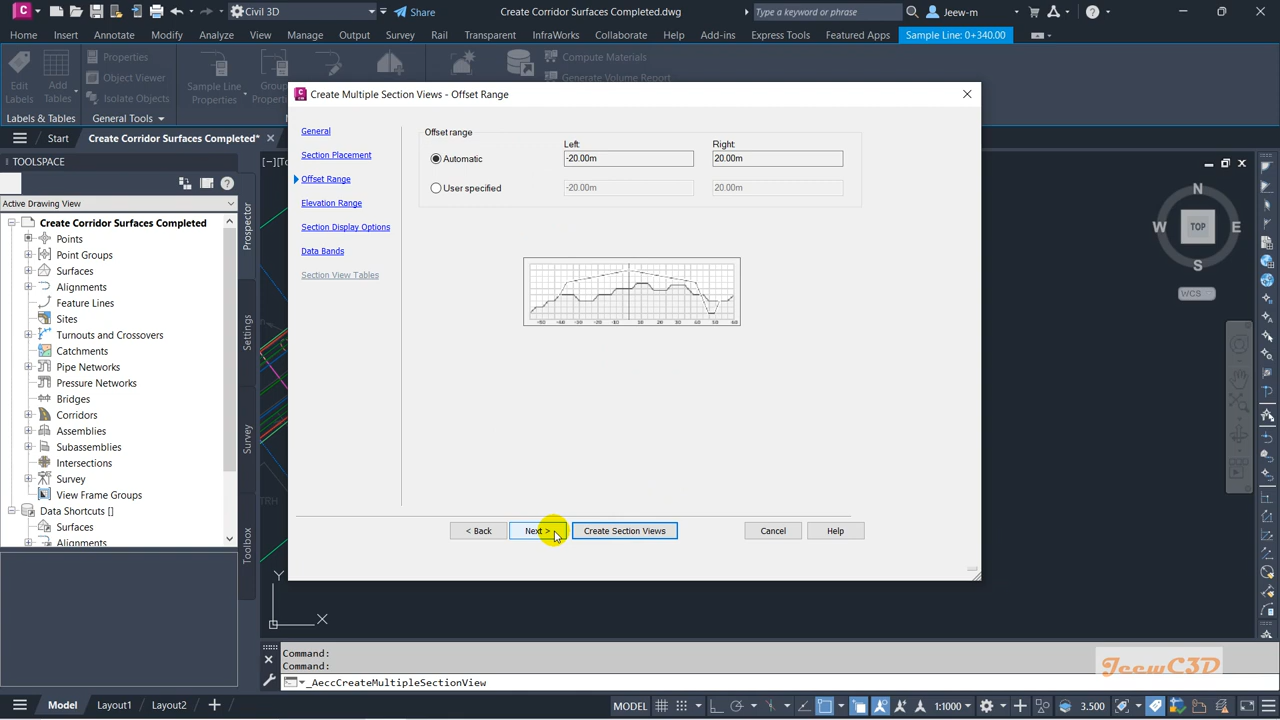 Civil 3D
Share
Create Corridor Surfaces Completed.dwg
Type a keyword or phrase
Jeew-m
Home Insert Annotate Modify Analyze View Manage Output Survey Rail Transparent InfraWorks Collaborate Help Add-ins Express Tools Featured Apps Sample Line: 0+340.00
Properties
Object Viewer
Isolate Objects
Edit Labels
Add Tables
Sample Line Properties
Compute Materials
Generate Volume Report
Labels & Tables
General Tools
Start
Create Corridor Surfaces Completed*
TOOLSPACE
Active Drawing View
Create Corridor Surfaces Completed
Points
Point Groups
Surfaces
Alignments
Feature Lines
Sites
Turnouts and Crossovers
Catchments
Pipe Networks
Pressure Networks
Bridges
Corridors
Assemblies
Subassemblies
Intersections
Survey
View Frame Groups
Data Shortcuts []
Surfaces
Alignments
Prospector
Settings
Survey
Toolbox
Create Multiple Section Views - Offset Range
General
Section Placement
Offset Range
Elevation Range
Section Display Options
Data Bands
Section View Tables
Offset range
Left:
Right:
Automatic
-20.00m
20.00m
User specified
-20.00m
20.00m
< Back
Next >
Create Section Views
Cancel
Help
N
W
TOP
E
S
WCS
Y
X
Command:
Command:
_AeccCreateMultipleSectionView
JeewC3D
Model
Layout1
Layout2
MODEL
1:1000
3.500